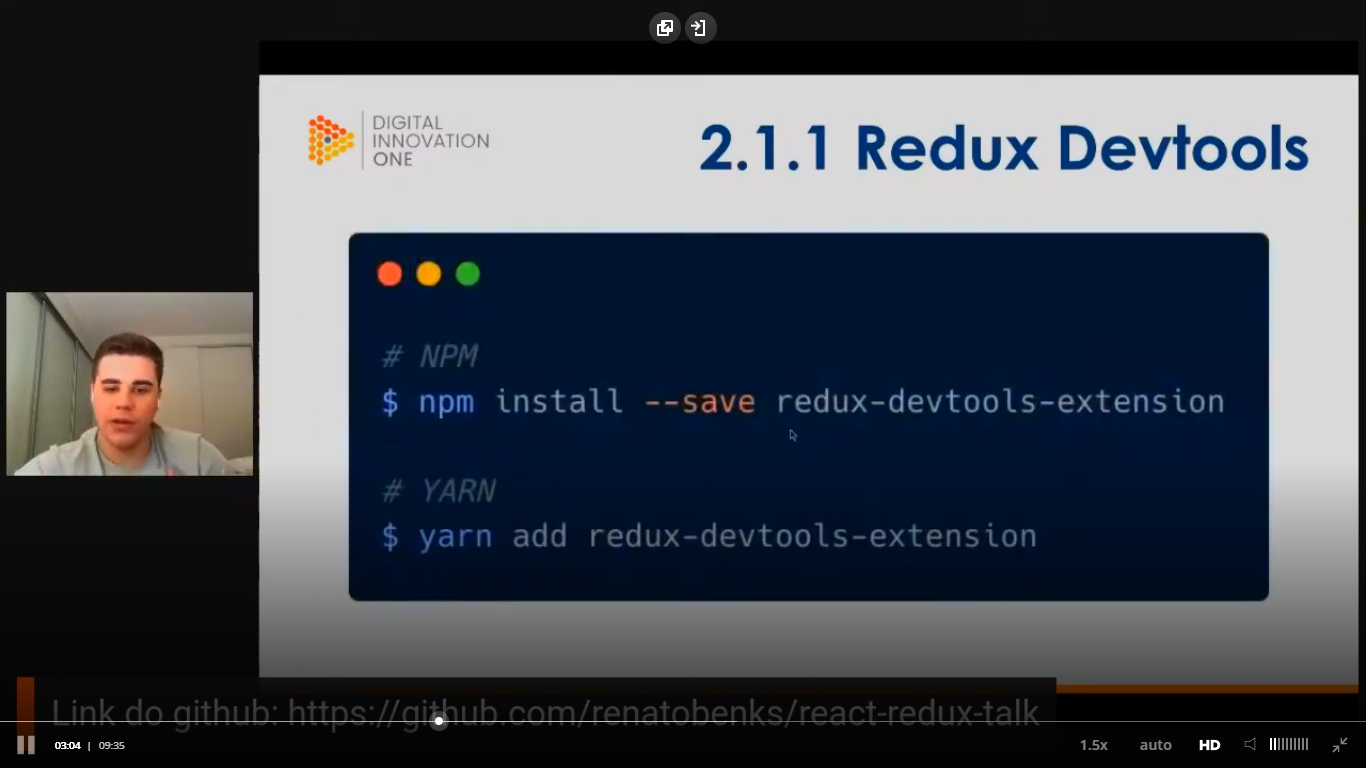 DIGITAL
INNOVATION
ONE
2.1.1 Redux Devtools
# NPM
$ npm install --save redux-devtools-extension
# YARN
$ yarn add redux-devtools-extension
Link do github: https://github.com/renatobenks/react-redux-talk
03:04 | 09:35
1.5x auto HD